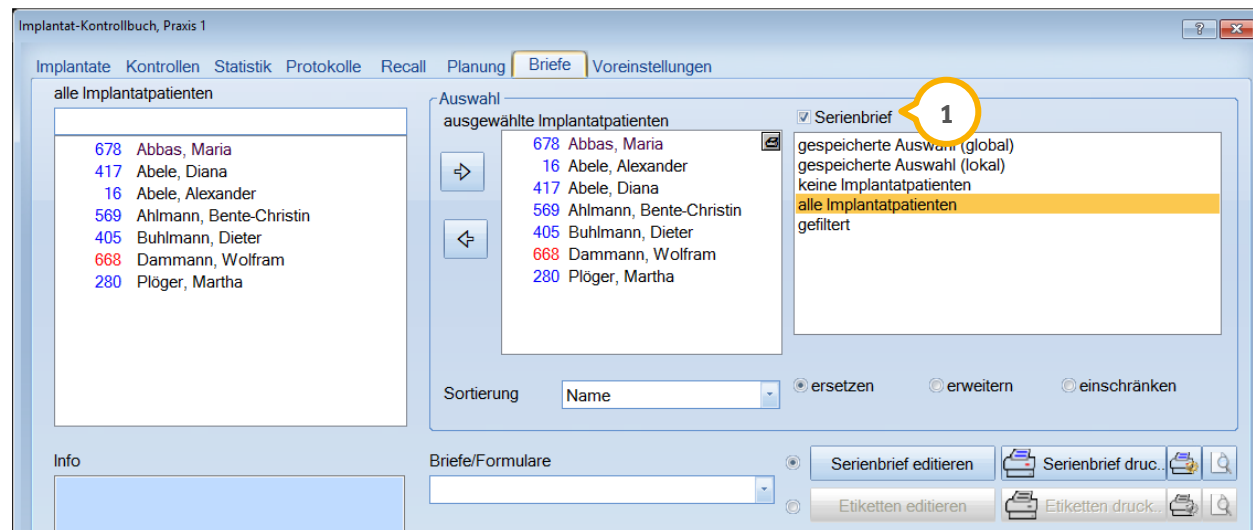 Implantat-Kontrollbuch, Praxis 1
?
Implantate Kontrollen Statistik Protokolle Recall Planung Briefe Voreinstellungen
alle Implantatpatienten
678 Abbas, Maria
417 Abele, Diana
16 Abele, Alexander
569 Ahlmann, Bente-Christin
405 Buhlmann, Dieter
668 Dammann, Wolfram
280 Plöger, Martha
Auswahl
ausgewählte Implantatpatienten
678 Abbas, Maria
16 Abele, Alexander
417 Abele, Diana
569 Ahlmann, Bente-Christin
405 Buhlmann, Dieter
668 Dammann, Wolfram
280 Plöger, Martha
Serienbrief
1
gespeicherte Auswahl (global)
gespeicherte Auswahl (lokal)
keine Implantatpatienten
alle Implantatpatienten
gefiltert
Sortierung Name
ersetzen erweitern einschränken
Info
Briefe/Formulare
Serienbrief editieren Serienbrief druc..
Etiketten editieren Etiketten druck..